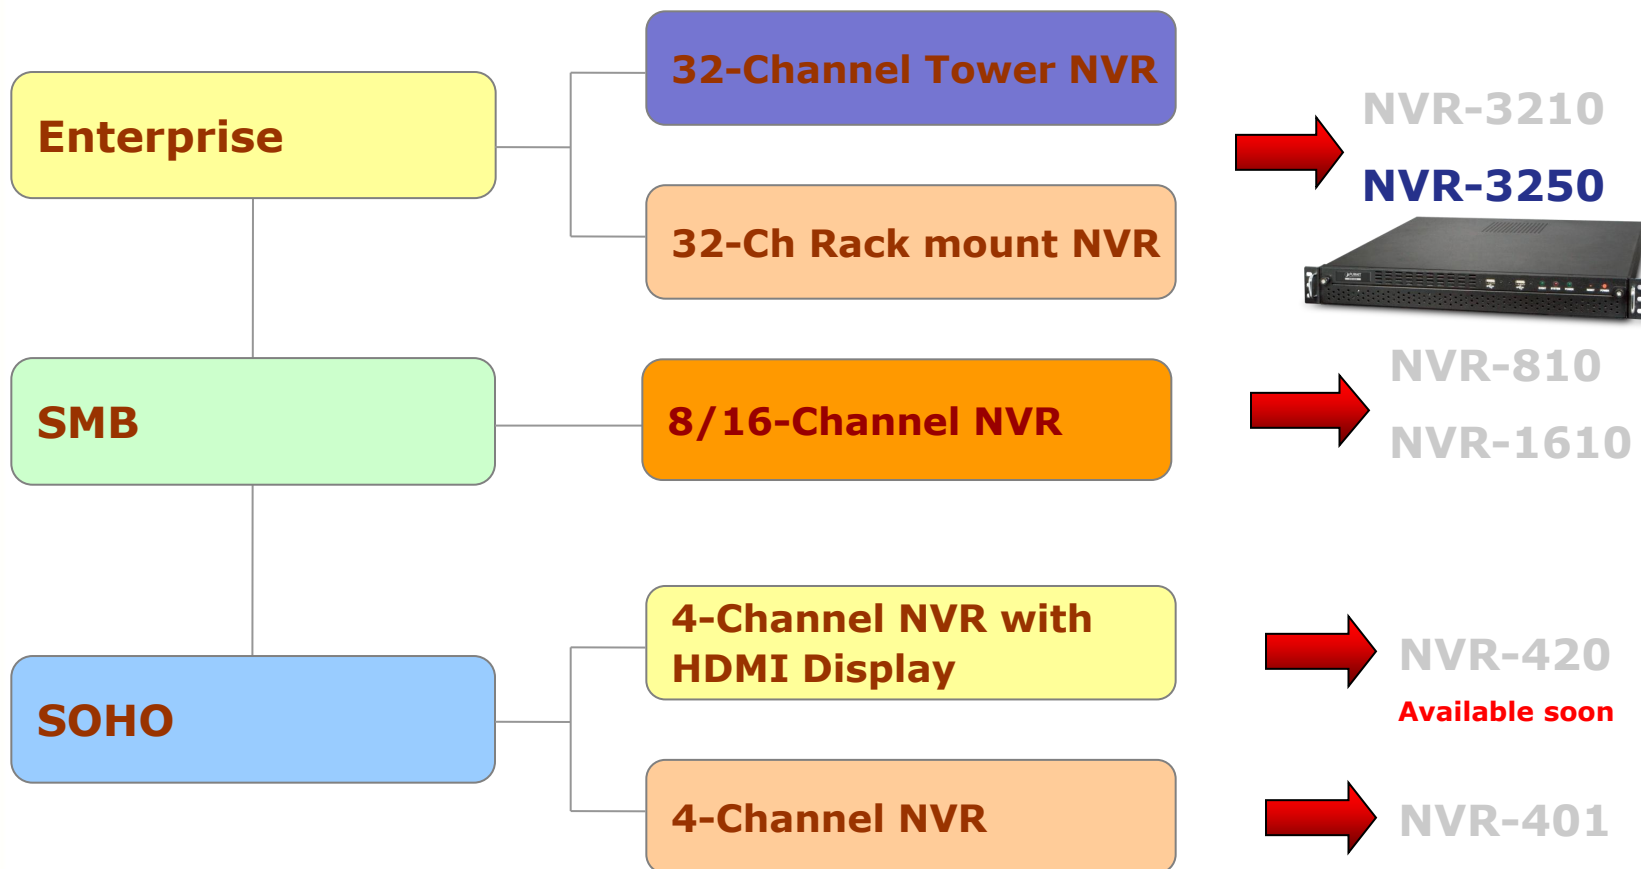 32-Channel Tower NVR
Enterprise
NVR-3210
NVR-3250
32-Ch Rack mount NVR
SMB
8/16-Channel NVR
NVR-810
NVR-1610
4-Channel NVR with
HDMI Display
NVR-420
Available soon
SOHO
4-Channel NVR
NVR-401